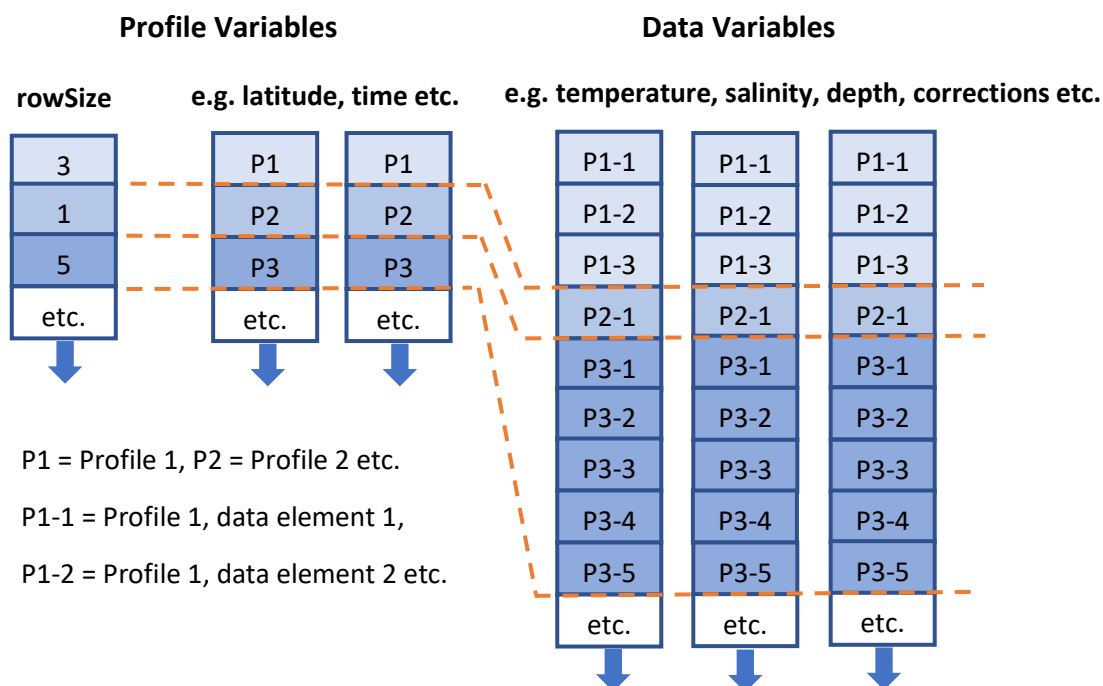 Profile Variables
Data Variables
rowSize
e.g. latitude, time etc.
e.g. temperature, salinity, depth, corrections etc.
3
1
5
etc.
P1
P2
P3
etc.
P1
P2
P3
etc.
P1-1
P1-2
P1-3
P2-1
P3-1
P3-2
P3-3
P3-4
P3-5
etc.
P1-1
P1-2
P1-3
P2-1
P3-1
P3-2
P3-3
P3-4
P3-5
etc.
P1-1
P1-2
P1-3
P2-1
P3-1
P3-2
P3-3
P3-4
P3-5
etc.
P1 = Profile 1, P2 = Profile 2 etc.
P1-1 = Profile 1, data element 1,
P1-2 = Profile 1, data element 2 etc.